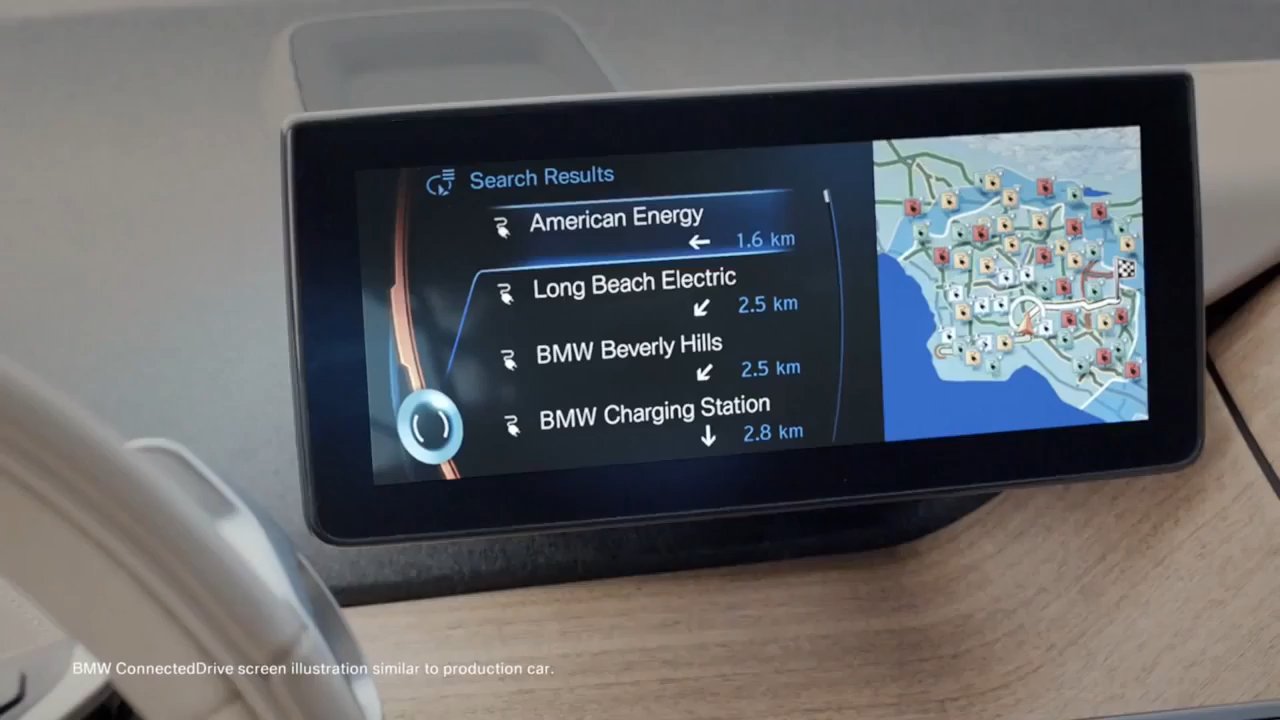 Search Results
American Energy
1.6 km
Long Beach Electric
2.5 km
BMW Beverly Hills
2.5 km
BMW Charging Station
2.8 km
BMW ConnectedDrive screen illustration similar to production car.